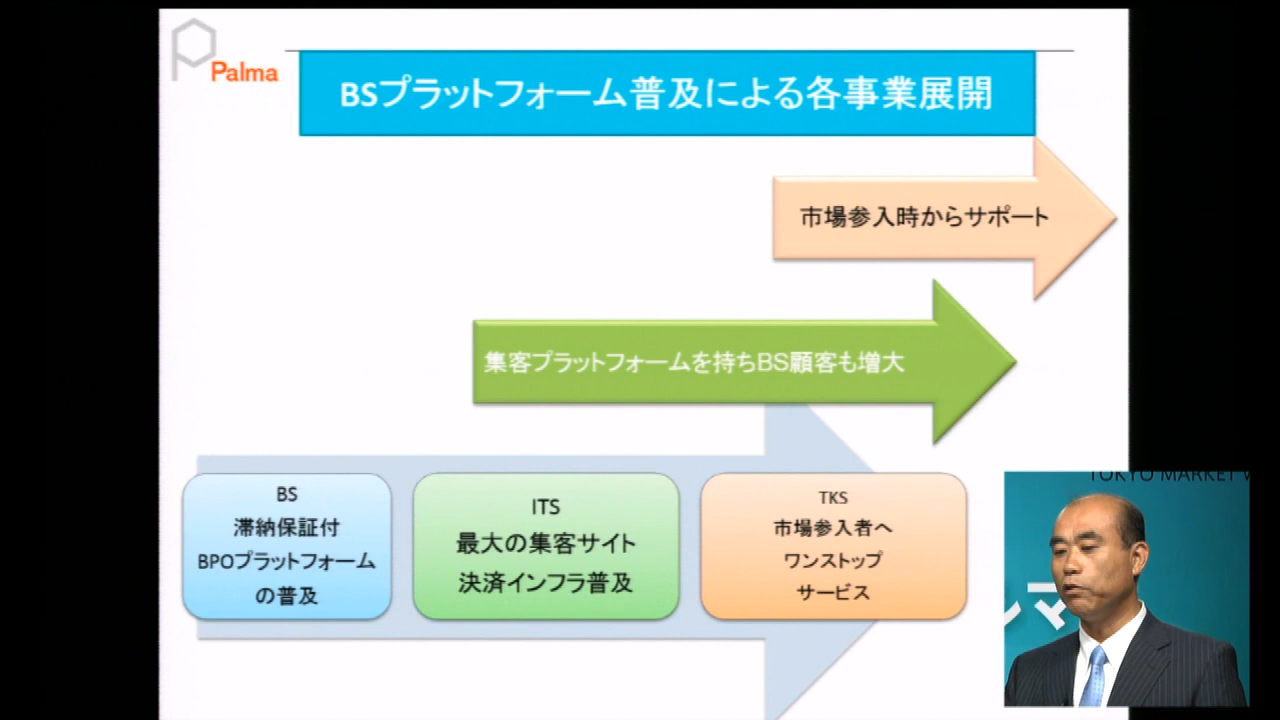 Palma
BSプラットフォーム普及による各事業展開
市場参入時からサポート
集客プラットフォームを持ちBS顧客も増大
BS
滞納保証付
BPOプラットフォーム
の普及
ITS
最大の集客サイト
決済インフラ普及
TKS
市場参入者へ
ワンストップ
サービス
TOKYO MARKET